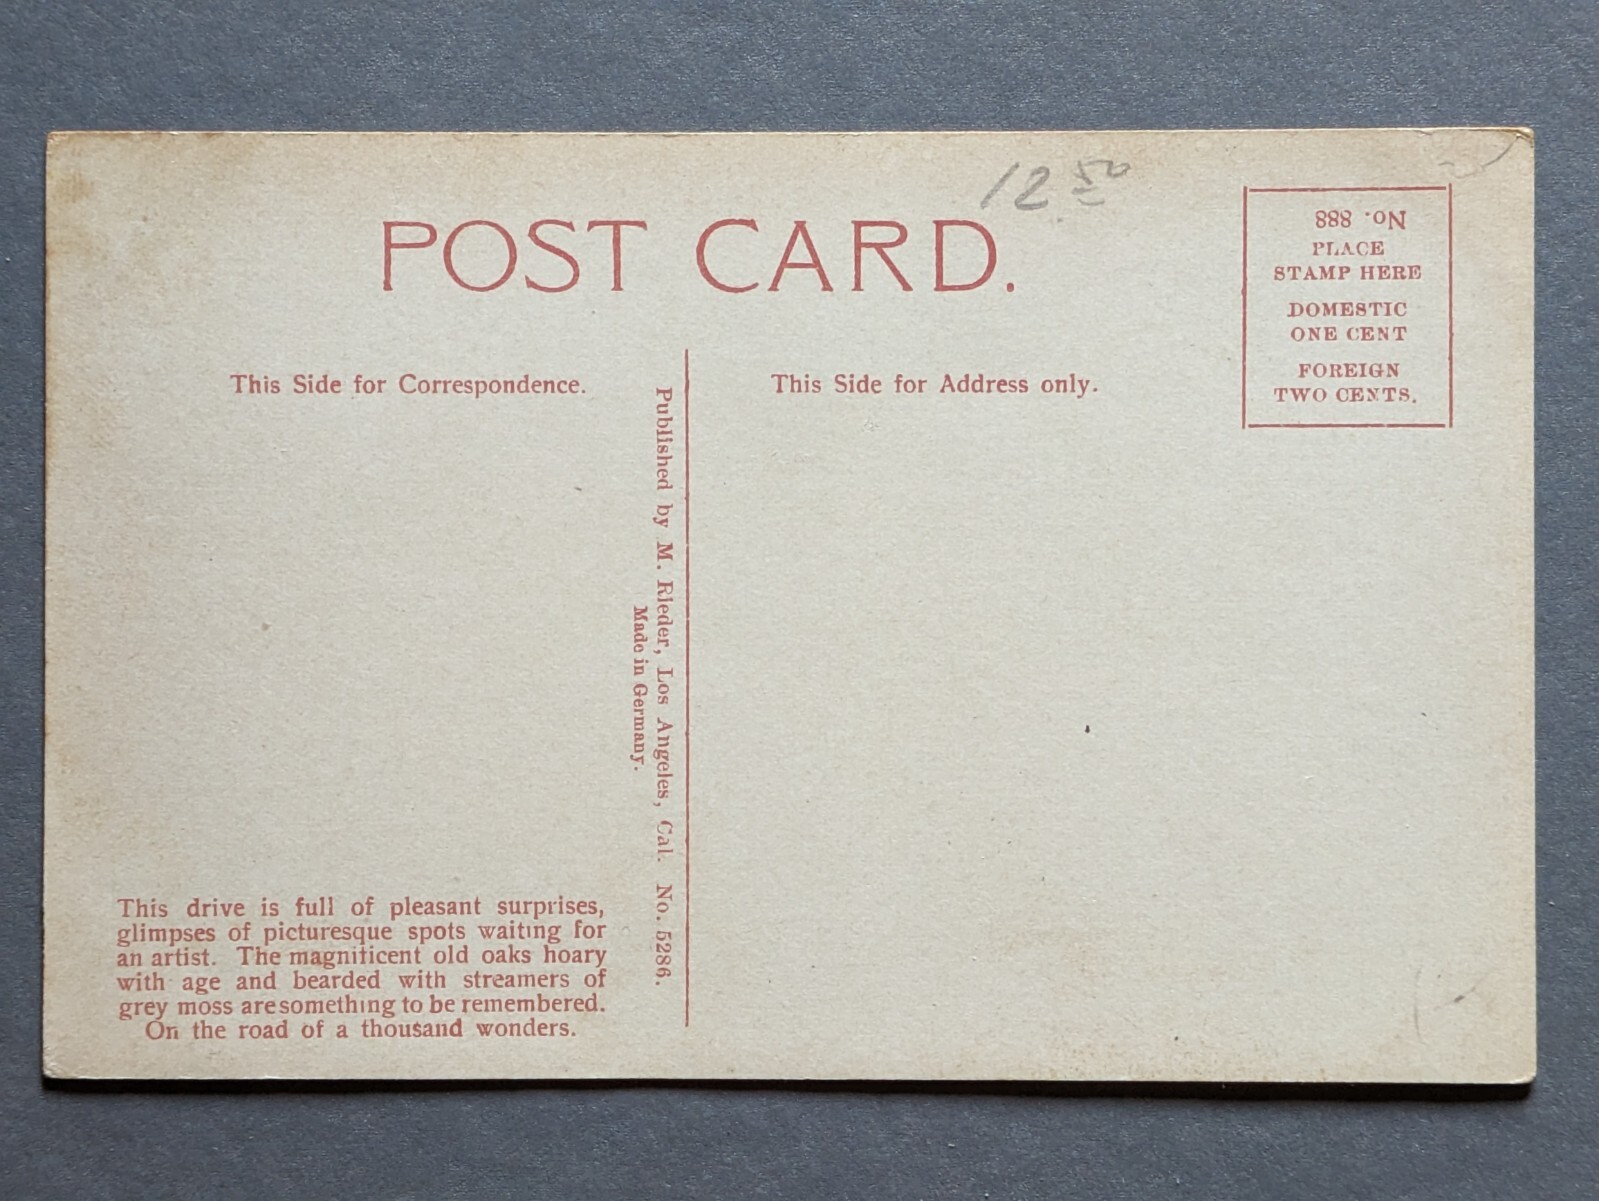 12 50
POST CARD.
No. 888
PLACE
STAMP HERE
DOMESTIC
ONE CENT
FOREIGN
TWO CENTS.
This Side for Correspondence.
This Side for Address only.
Published by M. Rieder, Los Angeles, Cal. No. 5286.
Made in Germany.
This drive is full of pleasant surprises,
glimpses of picturesque spots waiting for
an artist. The magnificent old oaks hoary
with age and bearded with streamers of
grey moss are something to be remembered.
On the road of a thousand wonders.